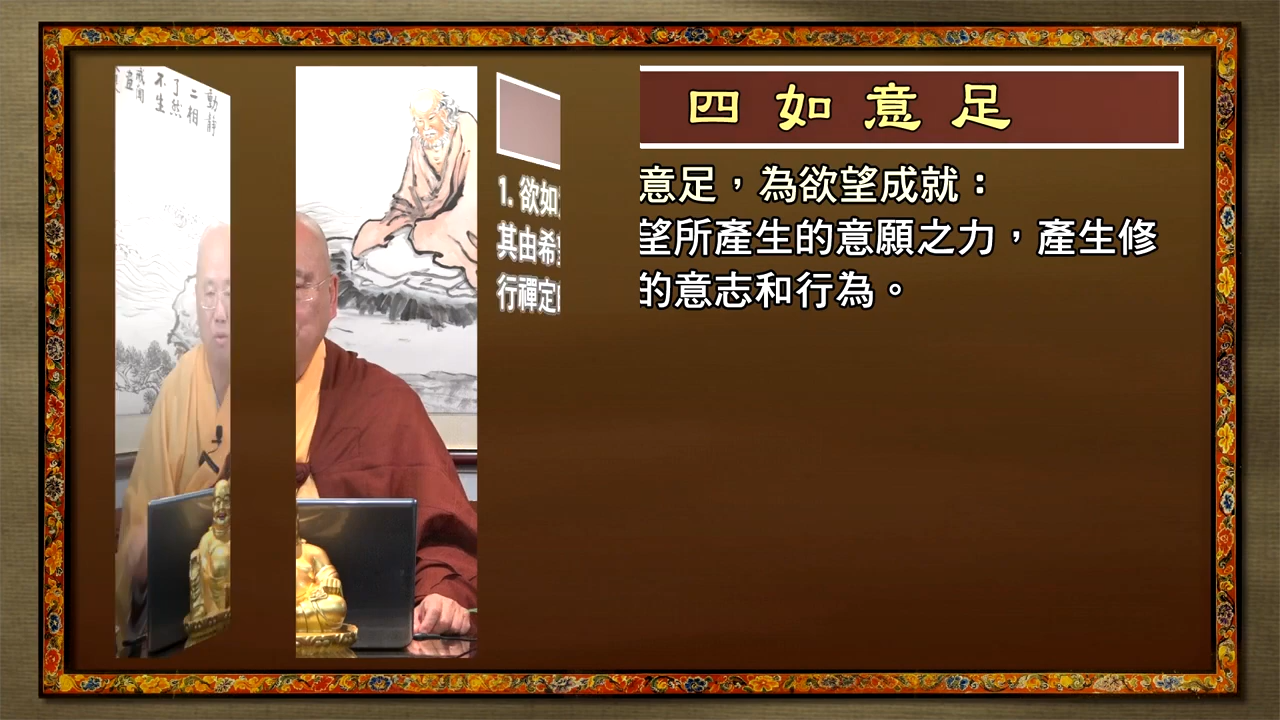 動靜
二相
了然
不生
四如意足
1. 欲如意足，為欲望成就：
其由希望所產生的意願之力，產生修
行禪定的意志和行為。